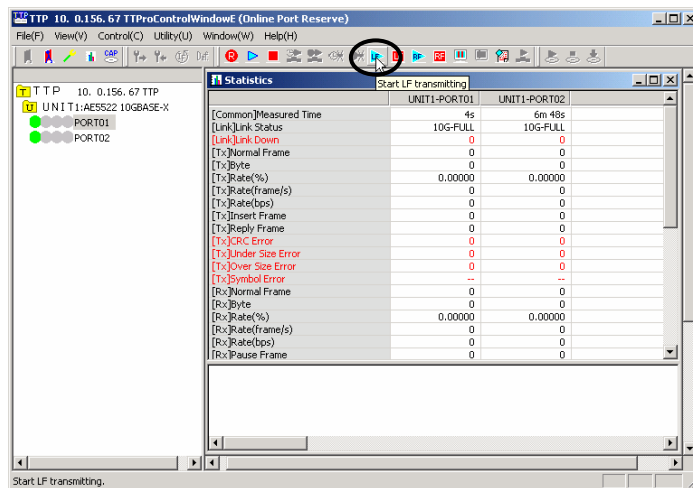 TTP 10. 0.156. 67 TTProControlWindowE (Online Port Reserve)
File(F) View(V) Control(C) Utility(U) Window(W) Help(H)
CAP
LF
RF
RF
Start LF transmitting
TTP 10. 0.156. 67 TTP
UNIT1:AE5522 10GBASE-X
PORT01
PORT02
Statistics
UNIT1-PORT01 UNIT1-PORT02
[Common]Measured Time 4s 6m 48s
[Link]Link Status 10G-FULL 10G-FULL
[Link]Link Down 0 0
[Tx]Normal Frame 0 0
[Tx]Byte 0 0
[Tx]Rate(%) 0.00000 0.00000
[Tx]Rate(frame/s) 0 0
[Tx]Rate(bps) 0 0
[Tx]Insert Frame 0 0
[Tx]Reply Frame 0 0
[Tx]CRC Error 0 0
[Tx]Under Size Error 0 0
[Tx]Over Size Error 0 0
[Tx]Symbol Error -- --
[Rx]Normal Frame 0 0
[Rx]Byte 0 0
[Rx]Rate(%) 0.00000 0.00000
[Rx]Rate(frame/s) 0 0
[Rx]Rate(bps) 0 0
[Rx]Pause Frame 0 0
Start LF transmitting.